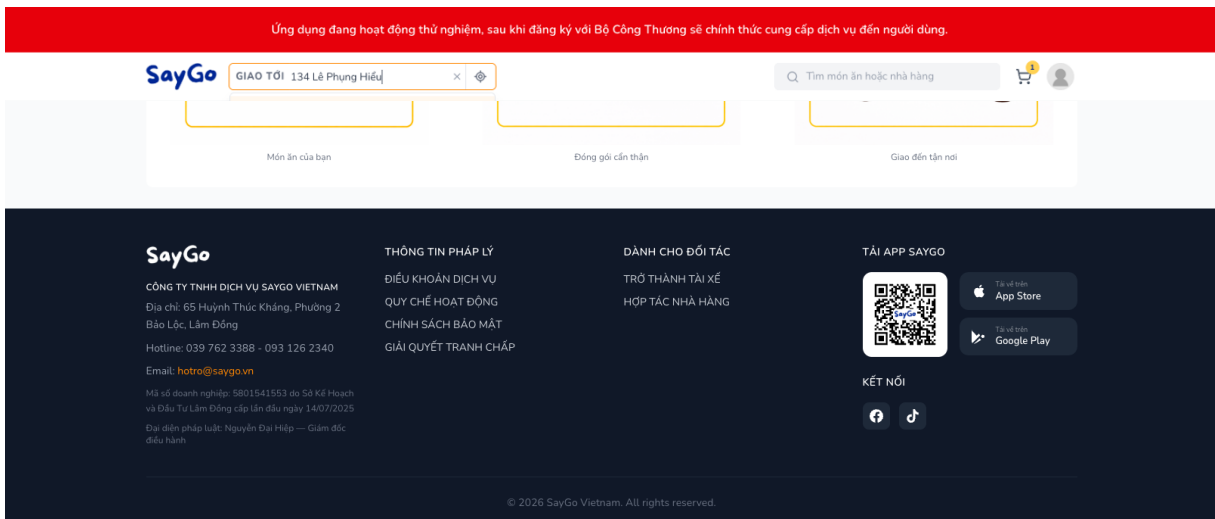 Ứng dụng đang hoạt động thử nghiệm, sau khi đăng ký với Bộ Công Thương sẽ chính thức cung cấp dịch vụ đến người dùng.
SayGo
GIAO TỚI 134 Lê Phụng Hiểu
Tìm món ăn hoặc nhà hàng
1
Món ăn của bạn
Đóng gói cẩn thận
Giao đến tận nơi
SayGo
CÔNG TY TNHH DỊCH VỤ SAYGO VIETNAM
Địa chỉ: 65 Huỳnh Thúc Kháng, Phường 2
Bảo Lộc, Lâm Đồng
Hotline: 039 762 3388 - 093 126 2340
Email: hotro@saygo.vn
Mã số doanh nghiệp: 5801541553 do Sở Kế Hoạch
và Đầu Tư Lâm Đồng cấp lần đầu ngày 14/07/2025
Đại diện pháp luật: Nguyễn Đại Hiệp — Giám đốc
điều hành
THÔNG TIN PHÁP LÝ
ĐIỀU KHOẢN DỊCH VỤ
QUY CHẾ HOẠT ĐỘNG
CHÍNH SÁCH BẢO MẬT
GIẢI QUYẾT TRANH CHẤP
DÀNH CHO ĐỐI TÁC
TRỞ THÀNH TÀI XẾ
HỢP TÁC NHÀ HÀNG
TẢI APP SAYGO
SayGo
Tải về trên
App Store
Tải về trên
Google Play
KẾT NỐI
© 2026 SayGo Vietnam. All rights reserved.